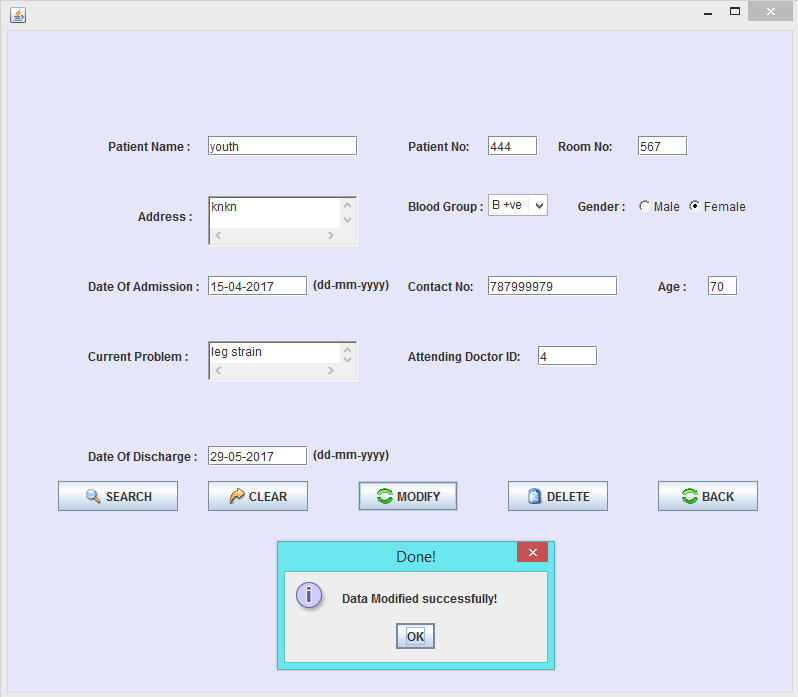 Patient Name : youth Patient No: 444 Room No: 567
Address : knkn Blood Group : B +ve Gender : Male Female
Date Of Admission : 15-04-2017 (dd-mm-yyyy) Contact No: 787999979 Age : 70
Current Problem : leg strain Attending Doctor ID: 4
Date Of Discharge : 29-05-2017 (dd-mm-yyyy)
SEARCH CLEAR MODIFY DELETE BACK
Done!
Data Modified successfully!
OK